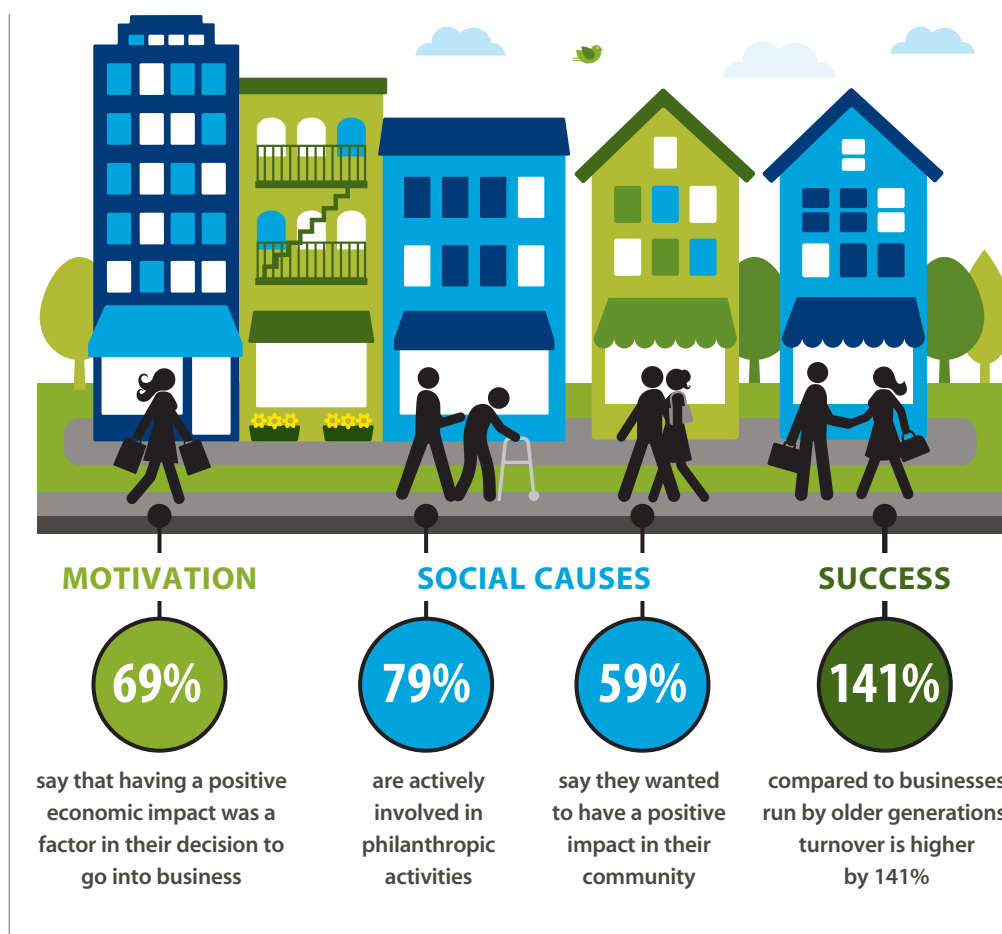 MOTIVATION
69%
say that having a positive
economic impact was a
factor in their decision to
go into business
SOCIAL CAUSES
79%
are actively
involved in
philanthropic
activities
59%
say they wanted
to have a positive
impact in their
community
SUCCESS
141%
compared to businesses
run by older generations
turnover is higher
by 141%